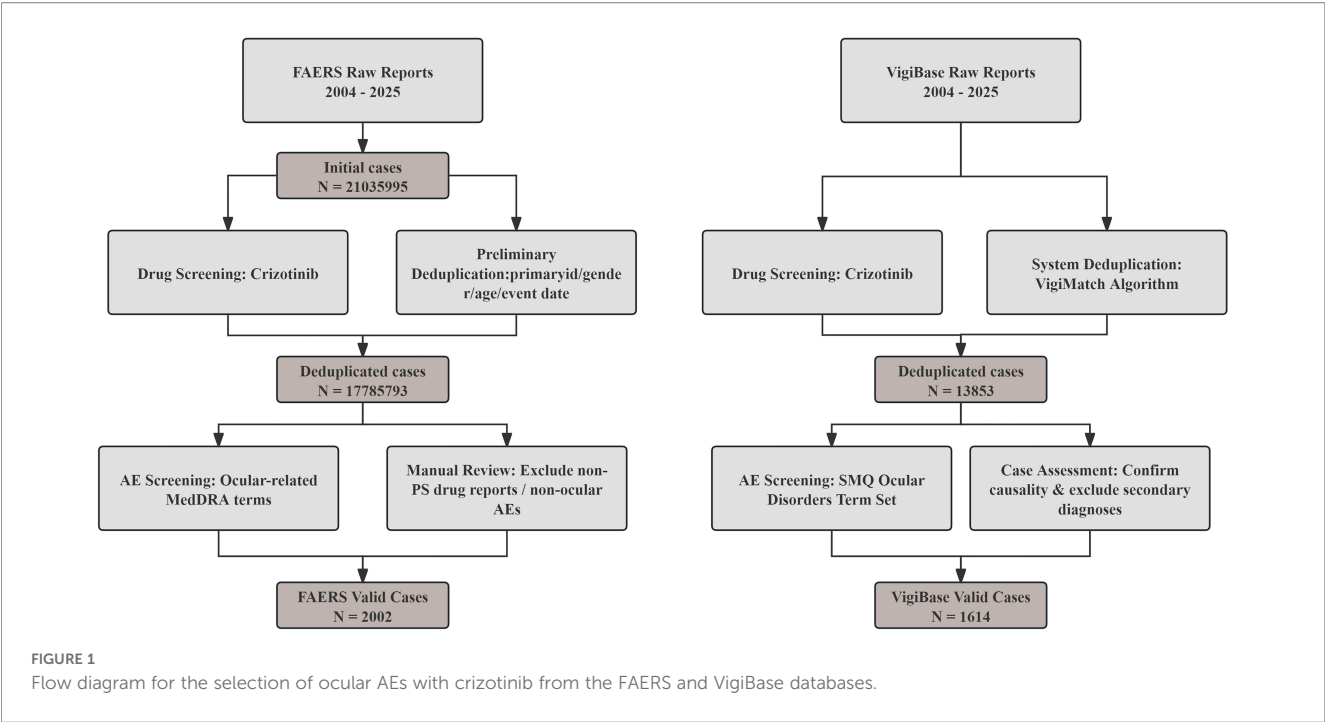 FAERS Raw Reports
2004 - 2025
Initial cases
N = 21035995
Drug Screening: Crizotinib
Preliminary
Deduplication:primaryid/gende
r/age/event date
Deduplicated cases
N = 17785793
AE Screening: Ocular-related
MedDRA terms
Manual Review: Exclude non-
PS drug reports / non-ocular
AEs
FAERS Valid Cases
N = 2002
VigiBase Raw Reports
2004 - 2025
Drug Screening: Crizotinib
System Deduplication:
VigiMatch Algorithm
Deduplicated cases
N = 13853
AE Screening: SMQ Ocular
Disorders Term Set
Case Assessment: Confirm
causality & exclude secondary
diagnoses
VigiBase Valid Cases
N = 1614
FIGURE 1
Flow diagram for the selection of ocular AEs with crizotinib from the FAERS and VigiBase databases.